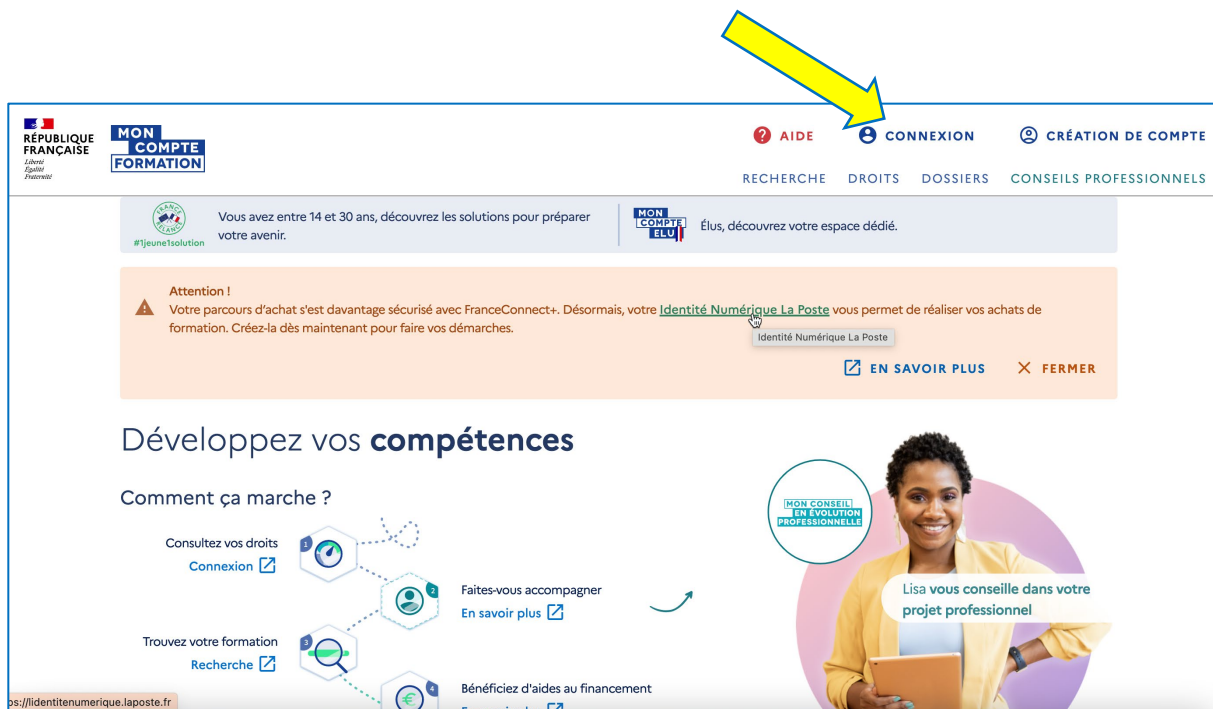 RÉPUBLIQUE
FRANÇAISE
Liberté
Égalité
Fraternité
MON
COMPTE
FORMATION
AIDE
CONNEXION
CRÉATION DE COMPTE
RECHERCHE
DROITS
DOSSIERS
CONSEILS PROFESSIONNELS
FRANCE
RELANCE
#1jeune1solution
Vous avez entre 14 et 30 ans, découvrez les solutions pour préparer
votre avenir.
MON
COMPTE
ELU
Élus, découvrez votre espace dédié.
Attention !
Votre parcours d'achat s'est davantage sécurisé avec FranceConnect+. Désormais, votre Identité Numérique La Poste vous permet de réaliser vos achats de
formation. Créez-la dès maintenant pour faire vos démarches.
Identité Numérique La Poste
EN SAVOIR PLUS
FERMER
Développez vos compétences
Comment ça marche ?
Consultez vos droits
Connexion
1
2
Faites-vous accompagner
En savoir plus
Trouvez votre formation
Recherche
3
4
€
Bénéficiez d'aides au financement
MON CONSEIL
EN ÉVOLUTION
PROFESSIONNELLE
Lisa vous conseille dans votre
projet professionnel
ps://lidentitenumerique.laposte.fr